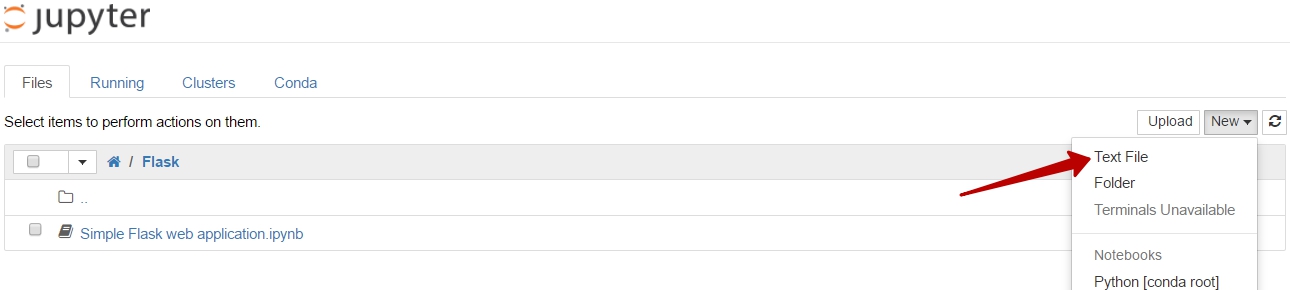 jupyter
Files Running Clusters Conda
Select items to perform actions on them.
Upload New
/ Flask
Text File
Folder
..
Terminals Unavailable
Simple Flask web application.ipynb
Notebooks
Python [conda root]